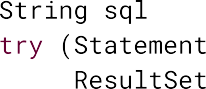 String sql
try (Statement
ResultSet